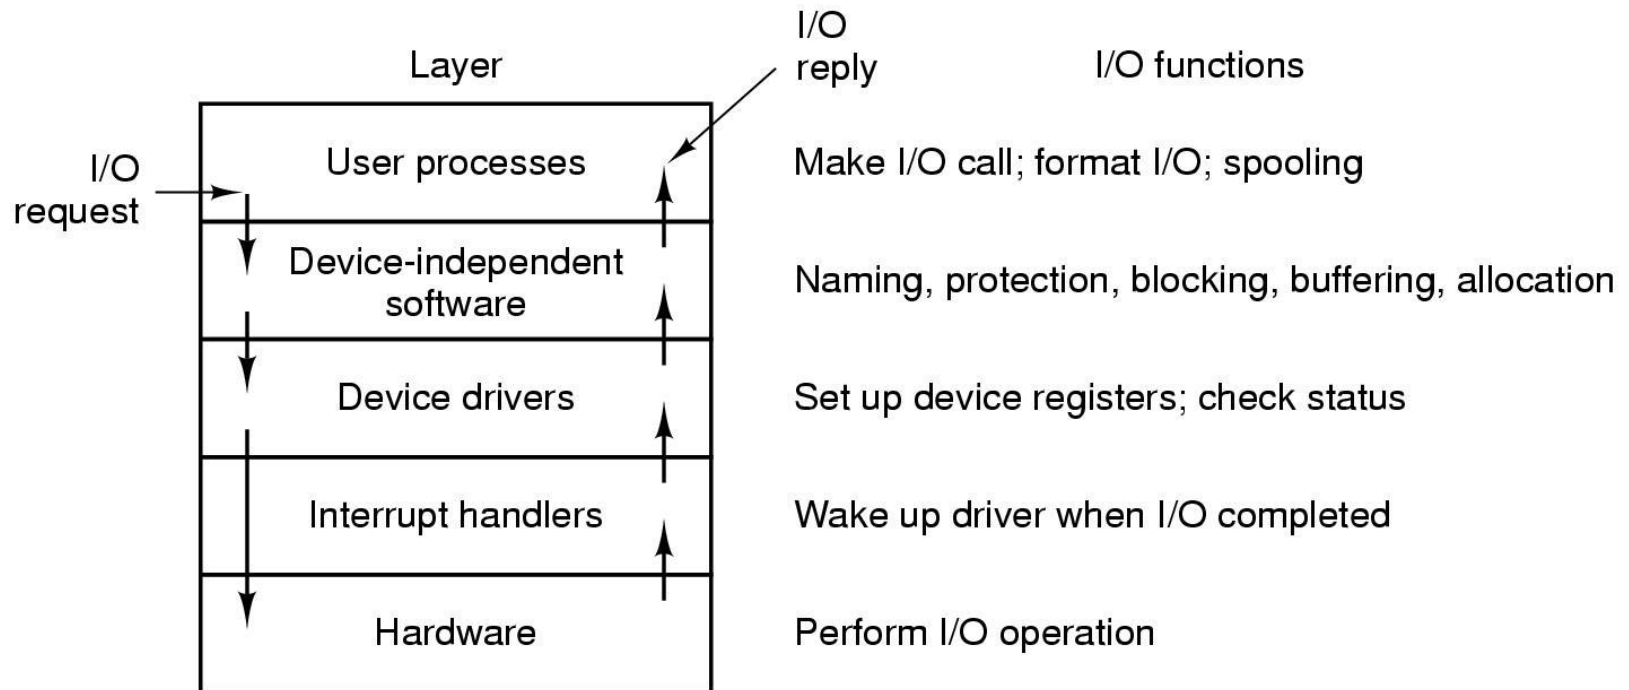 I/O
reply
Layer
I/O functions
I/O
request
User processes
Make I/O call; format I/O; spooling
Device-independent
software
Naming, protection, blocking, buffering, allocation
Device drivers
Set up device registers; check status
Interrupt handlers
Wake up driver when I/O completed
Hardware
Perform I/O operation